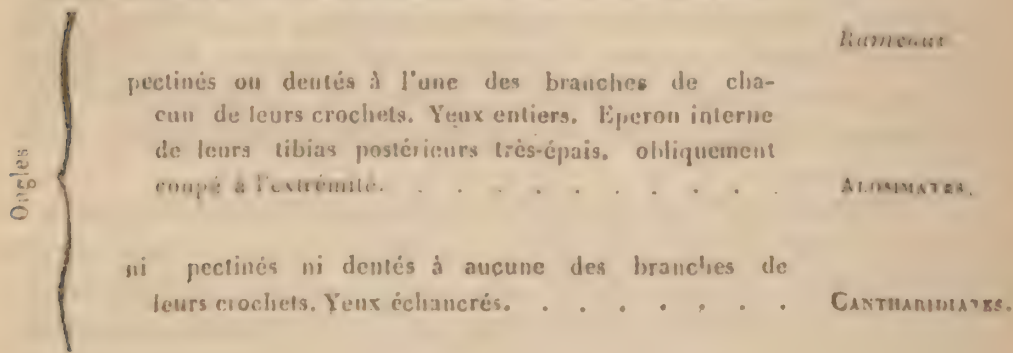 Rameaux
pectinés ou dentés à l'une des branches de cha-
cun de leurs crochets. Yeux entiers. Eperon interne
de leurs tibias postérieurs très-épais, obliquement
coupé à l'extrémité. . . . . . . . . . ALOSIMATES.
Ongles
ni pectinés ni dentés à aucune des branches de
leurs crochets. Yeux échancrés. . . . . . . . CANTHARIDIATES.